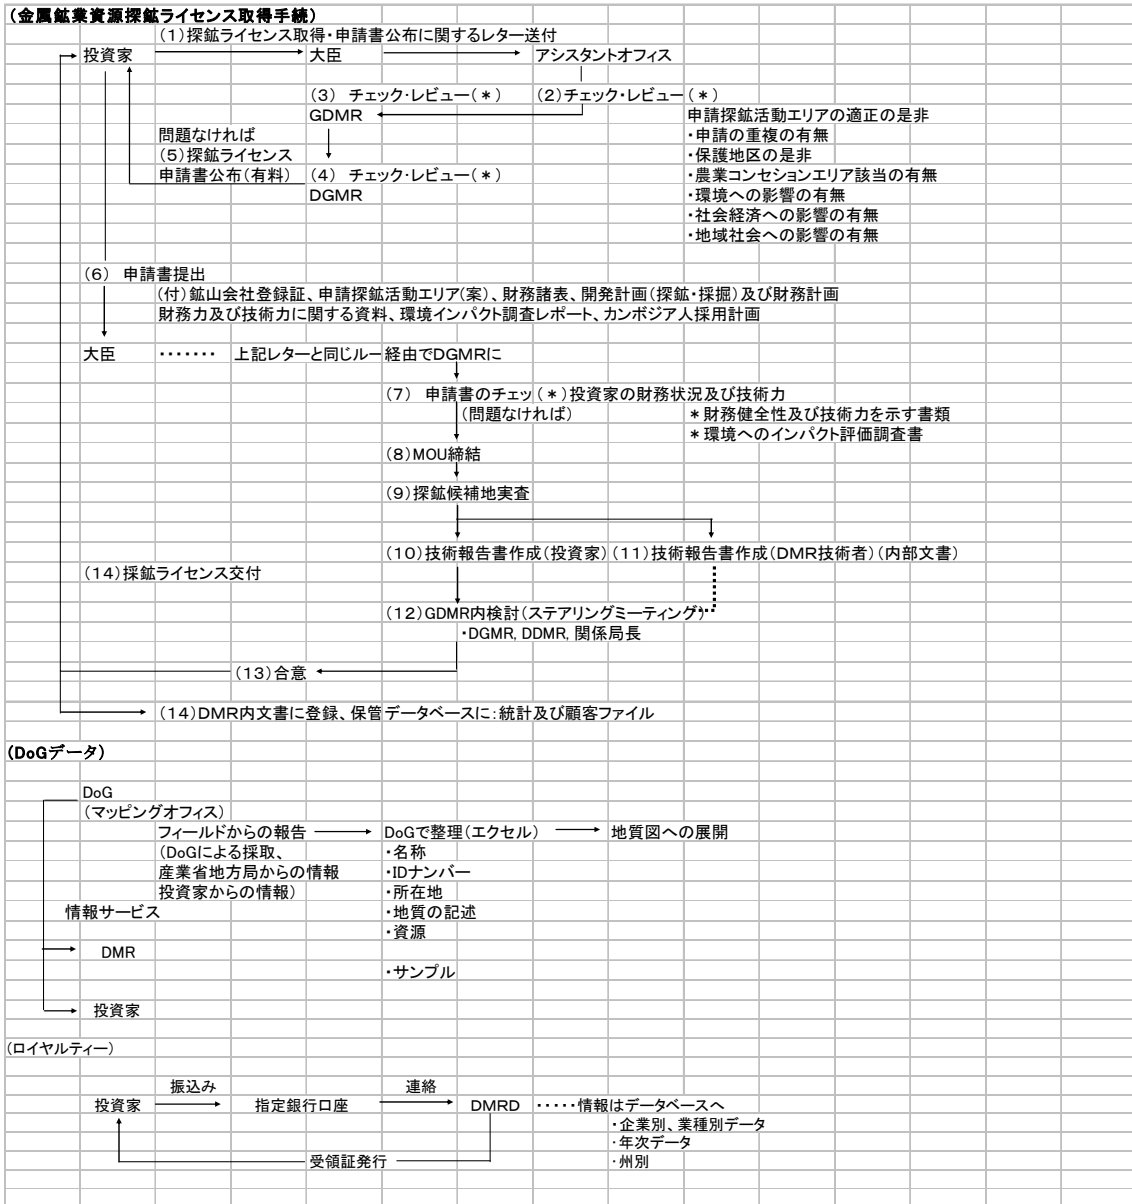 (金属鉱業資源探鉱ライセンス取得手続)
(1)探鉱ライセンス取得・申請書公布に関するレター送付
投資家 大臣 アシスタントオフィス
(3) チェック・レビュー(*) (2)チェック・レビュー(*)
GDMR 申請探鉱活動エリアの適正の是非
問題なければ ・申請の重複の有無
(5)探鉱ライセンス ・保護地区の是非
申請書公布(有料) (4) チェック・レビュー(*) ・農業コンセションエリア該当の有無
DGMR ・環境への影響の有無
・社会経済への影響の有無
・地域社会への影響の有無
(6) 申請書提出
(付)鉱山会社登録証、申請探鉱活動エリア(案)、財務諸表、開発計画(探鉱・採掘)及び財務計画
財務力及び技術力に関する資料、環境インパクト調査レポート、カンボジア人採用計画
大臣 ・・・・・・・ 上記レターと同じルー 経由でDGMRに
(7) 申請書のチェッ(*)投資家の財務状況及び技術力
(問題なければ) *財務健全性及び技術力を示す書類
*環境へのインパクト評価調査書
(8)MOU締結
(9)探鉱候補地実査
(10)技術報告書作成(投資家) (11)技術報告書作成(DMR技術者)(内部文書)
(14)採鉱ライセンス交付
(12)GDMR内検討(ステアリングミーティング)
・DGMR, DDMR, 関係局長
(13)合意
(14)DMR内文書に登録、保管データベースに:統計及び顧客ファイル
(DoGデータ)
DoG
(マッピングオフィス)
フィールドからの報告 DoGで整理(エクセル) 地質図への展開
(DoGによる採取、 ・名称
産業省地方局からの情報 ・IDナンバー
投資家からの情報) ・所在地
情報サービス ・地質の記述
・資源
DMR
・サンプル
投資家
(ロイヤルティー)
振込み 連絡
投資家 指定銀行口座 DMRD ・・・・・情報はデータベースへ
・企業別、業種別データ
・年次データ
受領証発行 ・州別